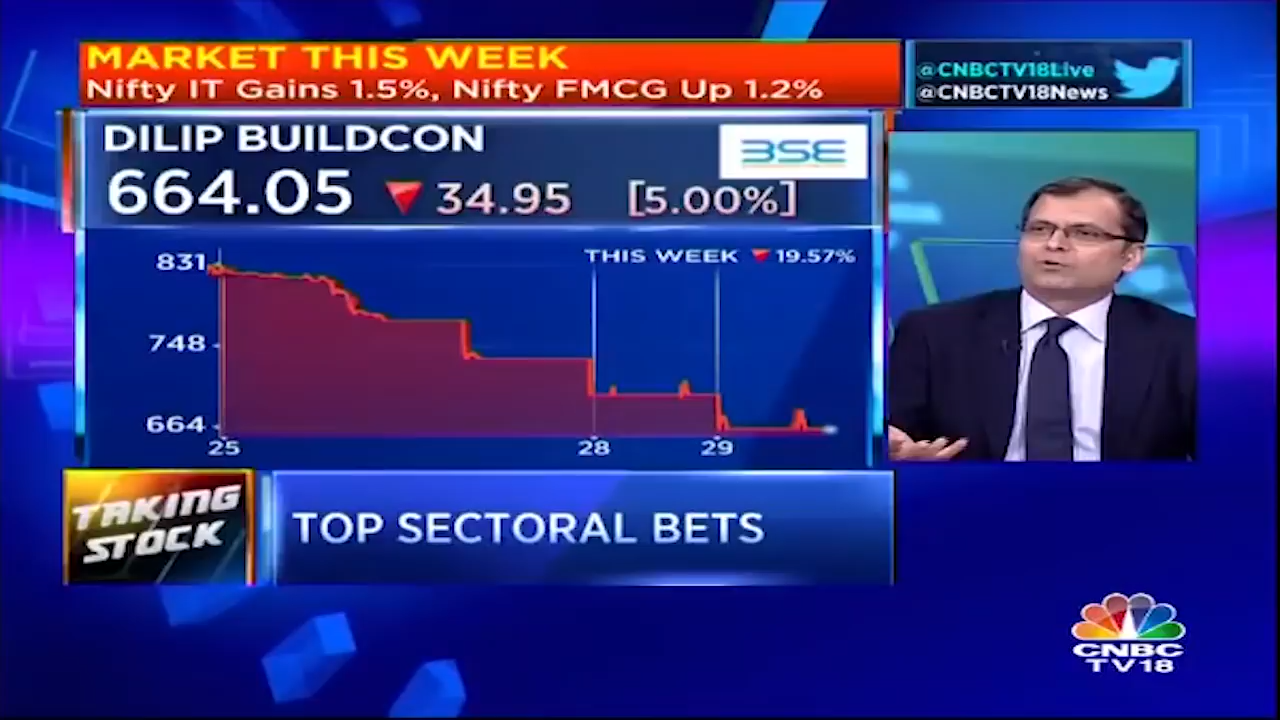 MARKET THIS WEEK
Nifty IT Gains 1.5%, Nifty FMCG Up 1.2%
@CNBCTV18Live
@CNBCTV18News
DILIP BUILDCON
BSE
664.05 ▼ 34.95 [5.00%]
THIS WEEK ▼ 19.57%
831
748
664
25 28 29
TAKING
STOCK
TOP SECTORAL BETS
CNBC
TV18